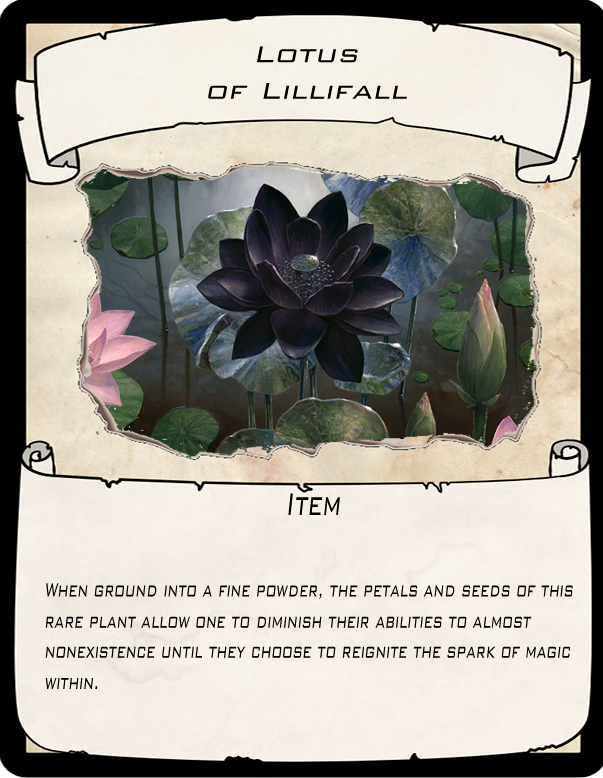 Lotus
of Lillifall
Item
When ground into a fine powder, the petals and seeds of this
rare plant allow one to diminish their abilities to almost
nonexistence until they choose to reignite the spark of magic
within.